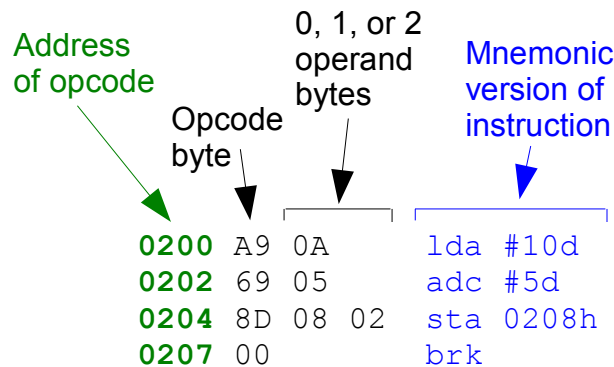 Address
of opcode
Opcode
byte
0, 1, or 2
operand
bytes
Mnemonic
version of
instruction
0200 A9 0A lda #10d
0202 69 05 adc #5d
0204 8D 08 02 sta 0208h
0207 00 brk